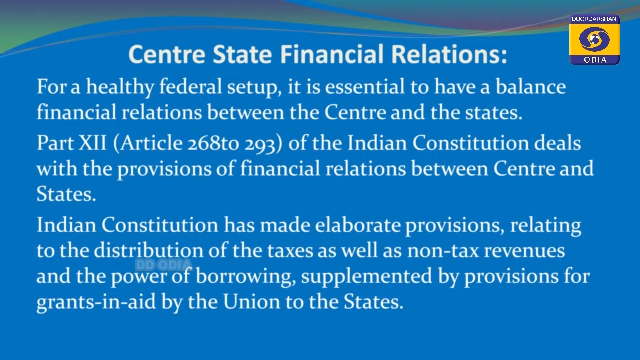 DOORDARSHAN
ODIA
Centre State Financial Relations:
For a healthy federal setup, it is essential to have a balance
financial relations between the Centre and the states.
Part XII (Article 268to 293) of the Indian Constitution deals
with the provisions of financial relations between Centre and
States.
Indian Constitution has made elaborate provisions, relating
to the distribution of the taxes as well as non-tax revenues
DD ODIA
and the power of borrowing, supplemented by provisions for
grants-in-aid by the Union to the States.